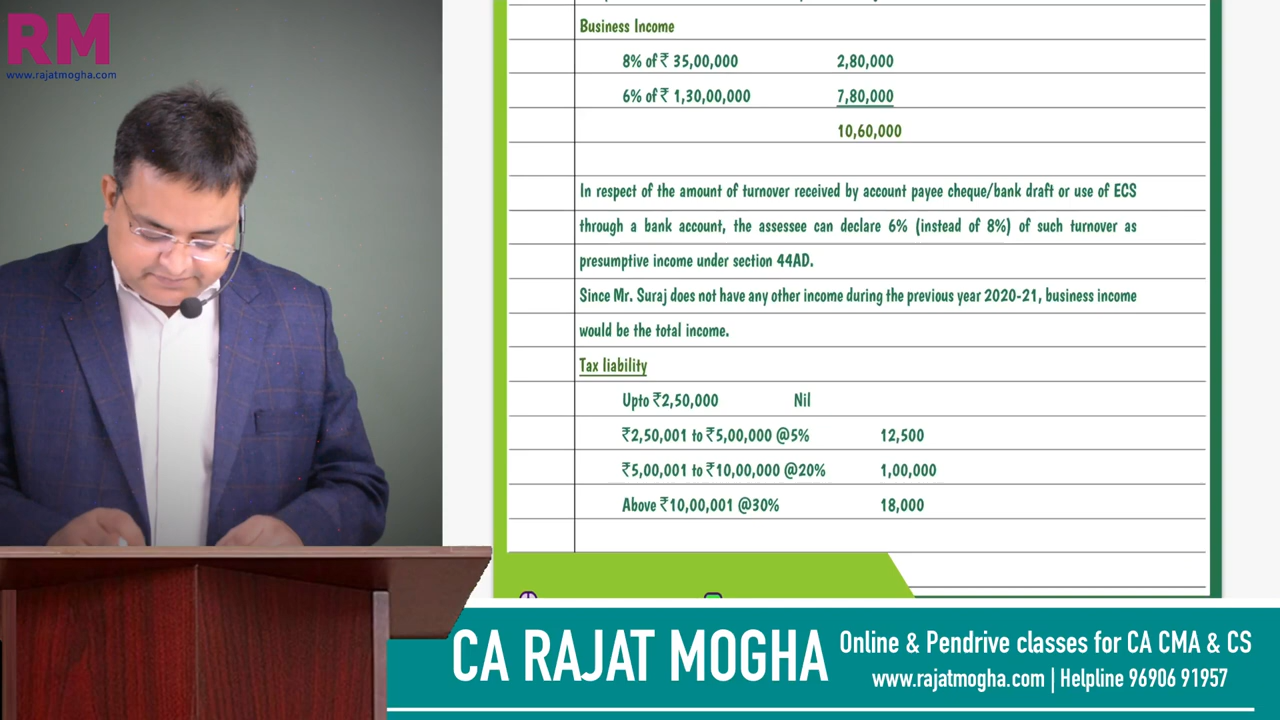 RM
www.rajatmogha.com
Business Income
8% of ₹ 35,00,000 2,80,000
6% of ₹ 1,30,00,000 7,80,000
10,60,000
In respect of the amount of turnover received by account payee cheque/bank draft or use of ECS
through a bank account, the assessee can declare 6% (instead of 8%) of such turnover as
presumptive income under section 44AD.
Since Mr. Suraj does not have any other income during the previous year 2020-21, business income
would be the total income.
Tax liability
Upto ₹2,50,000 Nil
₹2,50,001 to ₹5,00,000 @5% 12,500
₹5,00,001 to ₹10,00,000 @20% 1,00,000
Above ₹10,00,001 @30% 18,000
CA RAJAT MOGHA
Online & Pendrive classes for CA CMA & CS
www.rajatmogha.com | Helpline 96906 91957